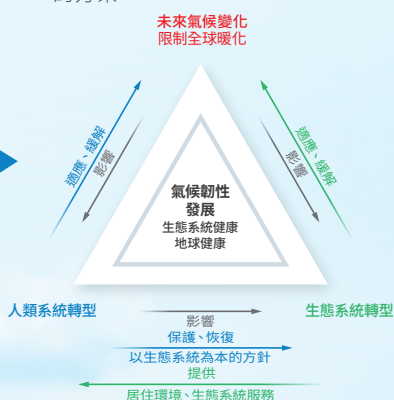 未來氣候變化
限制全球暖化
適應、緩解
影響
適應、緩解
影響
氣候韌性
發展
生態系統健康
地球健康
人類系統轉型
生態系統轉型
影響
保護、恢復
以生態系統為本的方針
提供
居住環境、生態系統服務